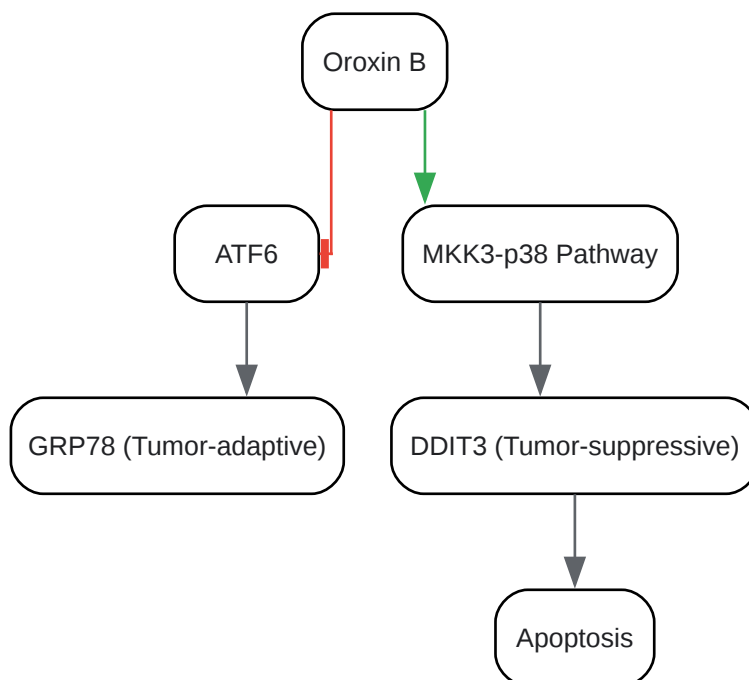 Oroxin B
ATF6
MKK3-p38 Pathway
GRP78 (Tumor-adaptive)
DDIT3 (Tumor-suppressive)
Apoptosis